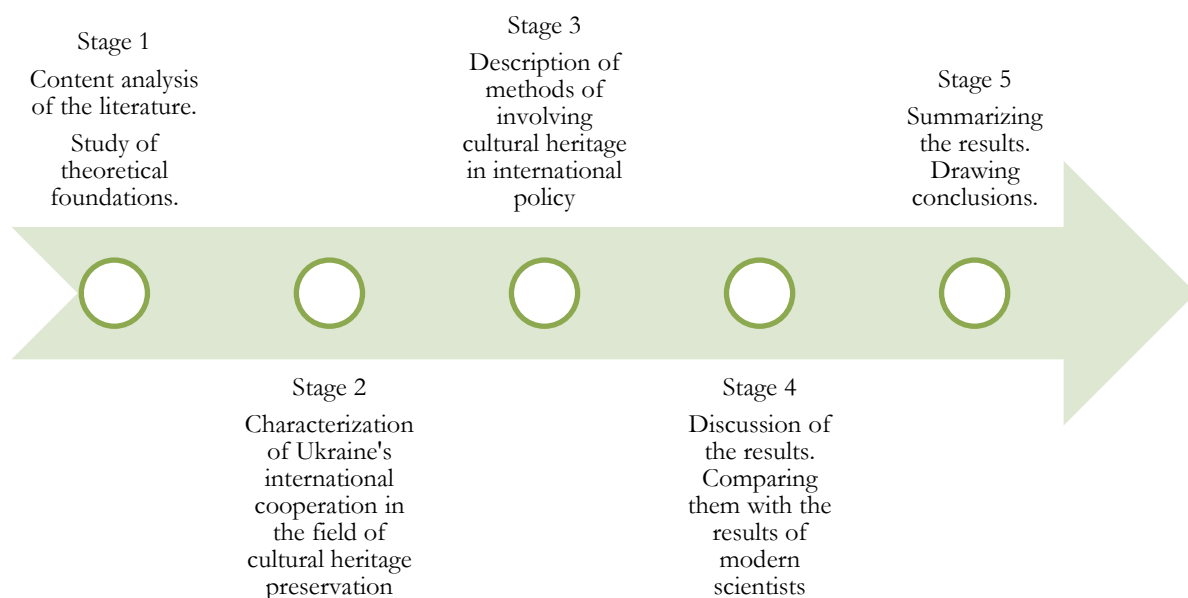 Stage 1
Content analysis
of the literature.
Study of
theoretical
foundations.
Stage 2
Characterization
of Ukraine's
international
cooperation in
the field of
cultural heritage
preservation
Stage 3
Description of
methods of
involving
cultural heritage
in international
policy
Stage 4
Discussion of
the results.
Comparing
them with the
results of
modern
scientists
Stage 5
Summarizing
the results.
Drawing
conclusions.